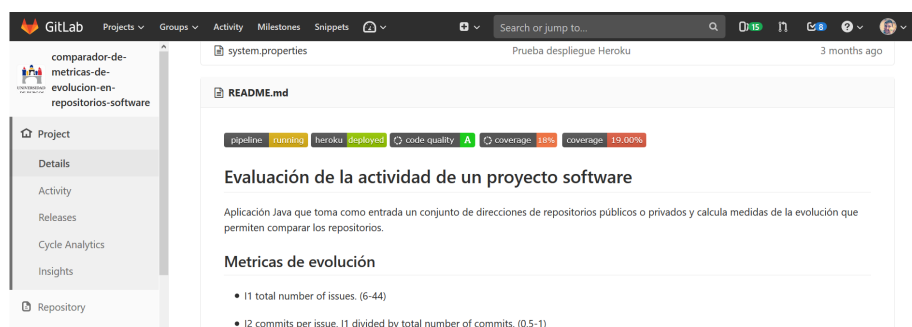 GitLab Projects Groups Activity Milestones Snippets Search or jump to... 15 8
comparador-de-
metricas-de-
evolucion-en-
repositorios-software
Project
Details
Activity
Releases
Cycle Analytics
Insights
Repository
system.properties Prueba despliegue Heroku 3 months ago
README.md
pipeline running heroku deployed code quality A coverage 18% coverage 19.00%
Evaluación de la actividad de un proyecto software
Aplicación Java que toma como entrada un conjunto de direcciones de repositorios públicos o privados y calcula medidas de la evolución que
permiten comparar los repositorios.
Metricas de evolución
I1 total number of issues. (6-44)
I2 commits per issue. I1 divided by total number of commits. (0.5-1)